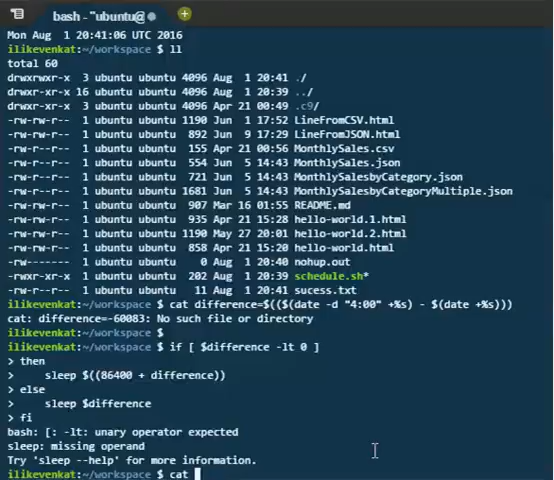 bash - "ubuntu@
Mon Aug  1 20:41:06 UTC 2016
ilikevenkat:~/workspace $ ll
total 60
drwxrwxr-x  3 ubuntu ubuntu 4096 Aug  1 20:41 ./
drwxrwxr-x 16 ubuntu ubuntu 4096 Aug  1 20:39 ../
drwxrwxr-x  3 ubuntu ubuntu 4096 Apr 21 00:49 .c9/
-rw-rw-r--  1 ubuntu ubuntu 1190 Jun  1 17:52 LineFromCSV.html
-rw-rw-r--  1 ubuntu ubuntu  892 Jun  9 17:29 LineFromJSON.html
-rw-rw-r--  1 ubuntu ubuntu  155 Apr 21 00:56 MonthlySales.csv
-rw-rw-r--  1 ubuntu ubuntu  554 Jun  5 14:43 MonthlySales.json
-rw-rw-r--  1 ubuntu ubuntu  721 Jun  5 14:43 MonthlySalesbyCategory.json
-rw-rw-r--  1 ubuntu ubuntu 1681 Jun  5 14:43 MonthlySalesbyCategoryMultiple.json
-rw-rw-r--  1 ubuntu ubuntu  907 Mar 16 01:55 README.md
-rw-rw-r--  1 ubuntu ubuntu  935 Apr 21 15:28 hello-world.1.html
-rw-rw-r--  1 ubuntu ubuntu 1190 May 27 20:01 hello-world.2.html
-rw-rw-r--  1 ubuntu ubuntu  858 Apr 21 15:20 hello-world.html
-rw-------  1 ubuntu ubuntu    0 Aug  1 20:40 nohup.out
-rwxr-xr-x  1 ubuntu ubuntu  202 Aug  1 20:39 schedule.sh*
-rw-rw-r--  1 ubuntu ubuntu   11 Aug  1 20:41 sucess.txt
ilikevenkat:~/workspace $ cat difference=$(($(date -d "4:00" +%s) - $(date +%s)))
cat: difference=-60083: No such file or directory
ilikevenkat:~/workspace $
ilikevenkat:~/workspace $ if [ $difference -lt 0 ]
> then
>     sleep $((86400 + difference))
> else
>     sleep $difference
> fi
bash: [: -lt: unary operator expected
sleep: missing operand
Try 'sleep --help' for more information.
ilikevenkat:~/workspace $ cat